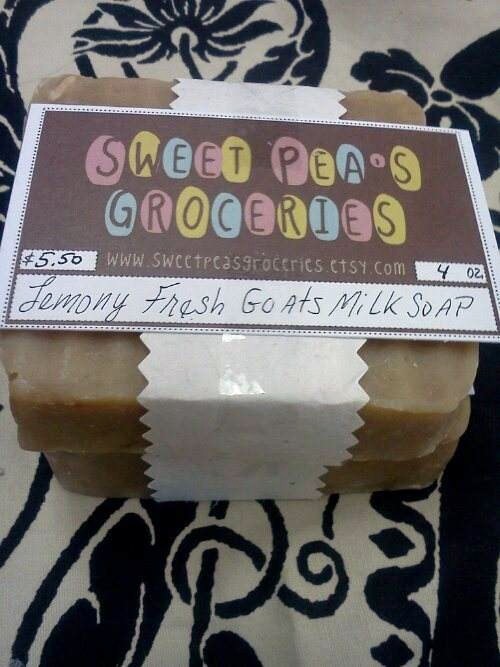 SWEET PEA'S
GROCERIES
$5.50 www.sweetpeasgroceries.etsy.com 4 oz.
Lemony Fresh Goats Milk Soap